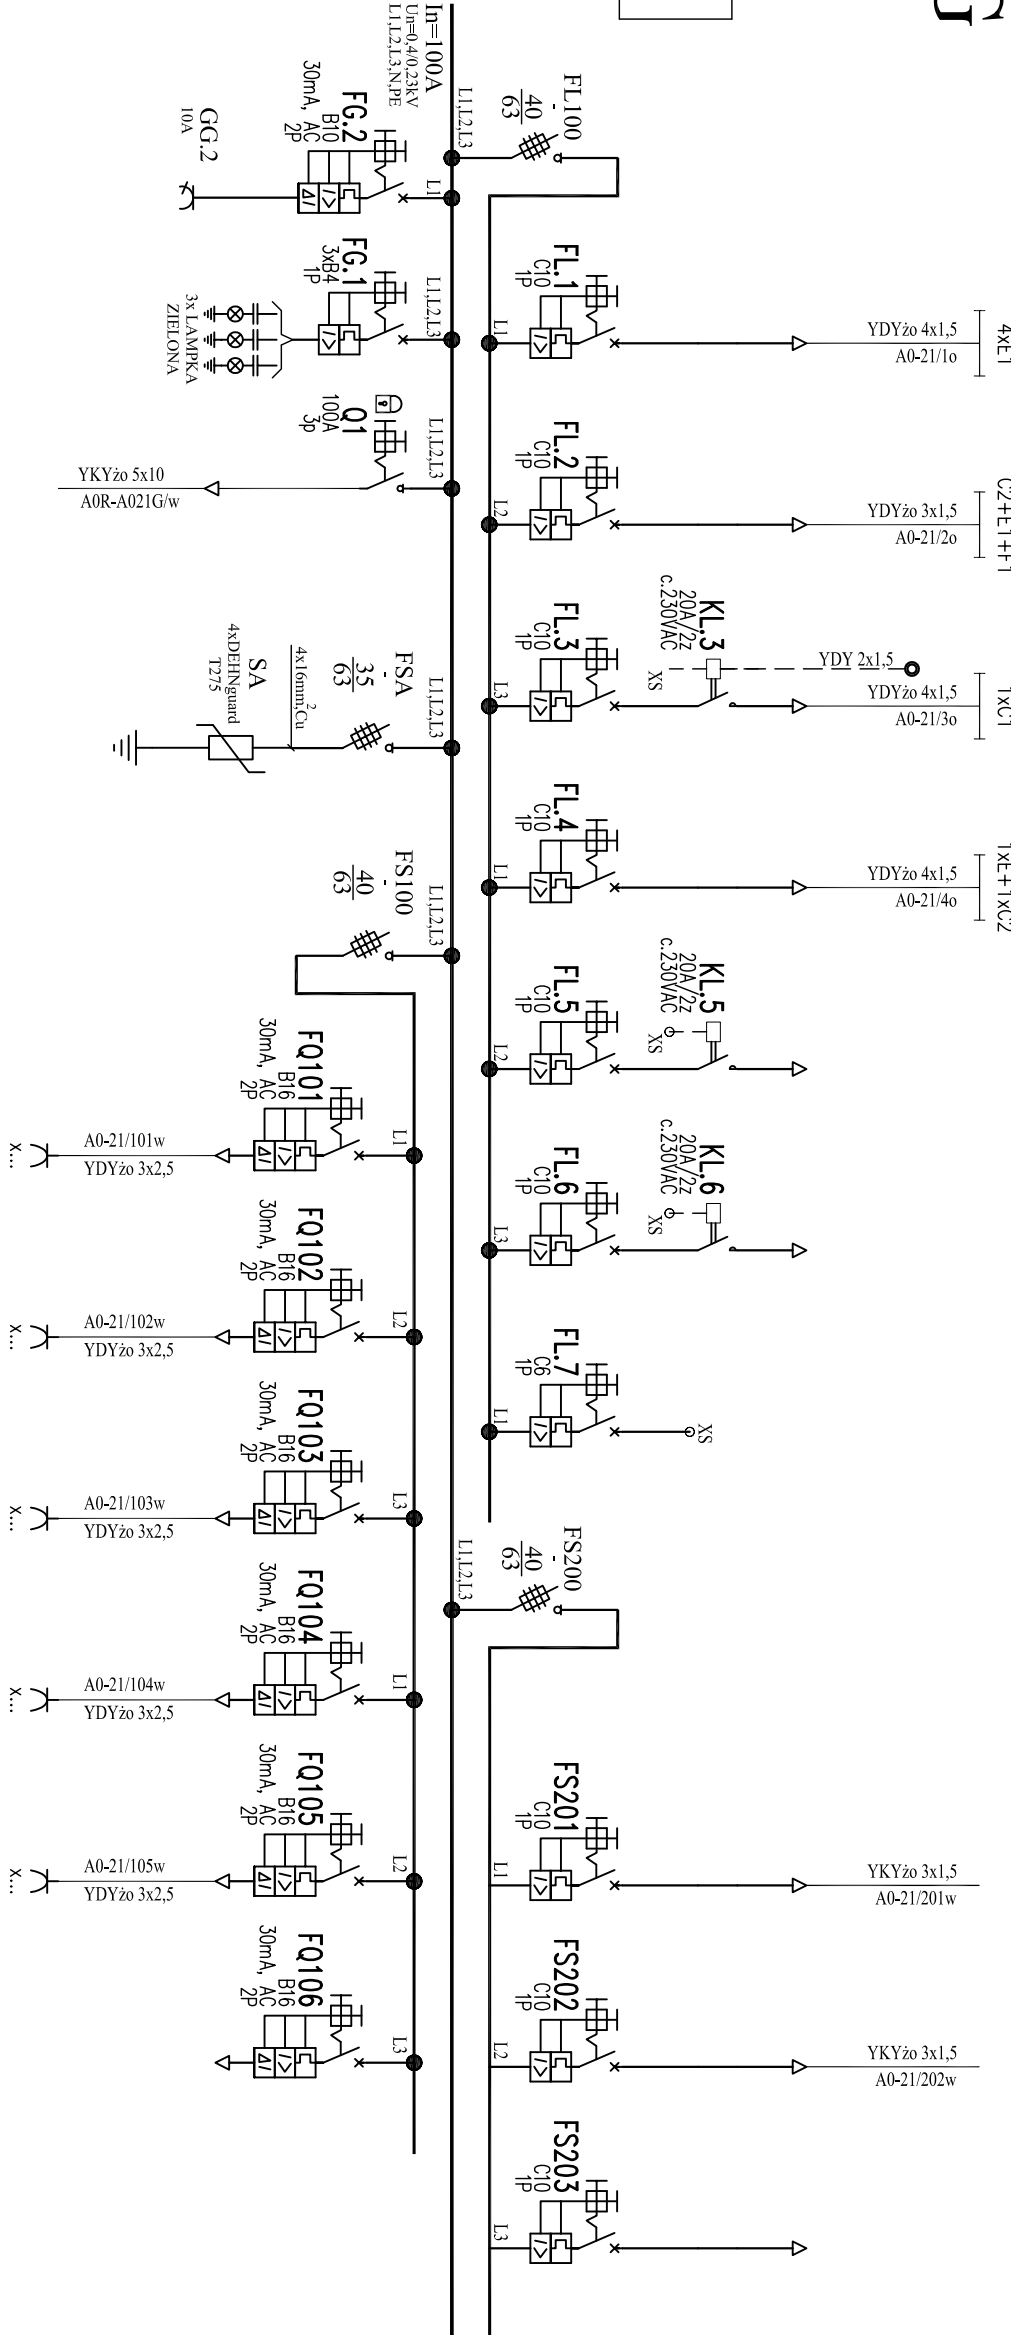 In=100A
Un=0,4/0,23kV
L1,L2,L3,N,PE
FL100
40
63
L1,L2,L3
FG.2
B10
30mA, AC
2P
L1
GG.2
10A
FG.1
3xB4
1P
L1,L2,L3
3x LAMPKA
ZIELONA
Q1
100A
3p
L1,L2,L3
YKYżo 5x10
A0R-A021G/w
FSA
35
63
L1,L2,L3
4x16mm²,Cu
SA
4xDEHNguard
T275
FS100
40
63
L1,L2,L3
FL.1
C10
1P
L1
YDYżo 4x1,5
A0-21/1o
4xE1
FL.2
C10
1P
L2
YDYżo 3x1,5
A0-21/2o
C2+E1+F1
FL.3
C10
1P
L3
KL.3
20A/2z
c.230VAC
XS
YDY 2x1,5
YDYżo 4x1,5
A0-21/3o
1xC1
FL.4
C10
1P
L1
YDYżo 4x1,5
A0-21/4o
1xE+1xC2
FL.5
C10
1P
L2
KL.5
20A/2z
c.230VAC
XS
FL.6
C10
1P
L3
KL.6
20A/2z
c.230VAC
XS
FL.7
C6
1P
L1
XS
FQ101
B16
30mA, AC
2P
L1
A0-21/101w
YDYżo 3x2,5
x...
FQ102
B16
30mA, AC
2P
L2
A0-21/102w
YDYżo 3x2,5
x...
FQ103
B16
30mA, AC
2P
L3
A0-21/103w
YDYżo 3x2,5
x...
FQ104
B16
30mA, AC
2P
L1
A0-21/104w
YDYżo 3x2,5
x...
FQ105
B16
30mA, AC
2P
L2
A0-21/105w
YDYżo 3x2,5
x...
FQ106
B16
30mA, AC
2P
L3
FS200
40
63
L1,L2,L3
FS201
C10
1P
L1
YKYżo 3x1,5
A0-21/201w
FS202
C10
1P
L2
YKYżo 3x1,5
A0-21/202w
FS203
C10
1P
L3